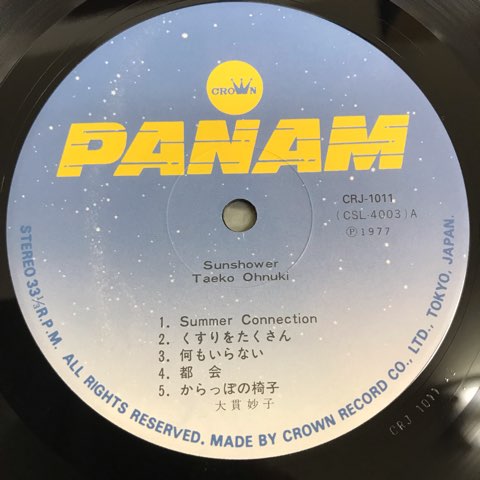 CROWN
PANAM
CRJ-1011
(CSL-4003)A
Ⓟ1977
Sunshower
Taeko Ohnuki
1. Summer Connection
2. くすりをたくさん
3. 何もいらない
4. 都 会
5. からっぽの椅子
大貫妙子
STEREO 33⅓R.P.M. ALL RIGHTS RESERVED. MADE BY CROWN RECORD CO., LTD., TOKYO, JAPAN.
CRJ 1011